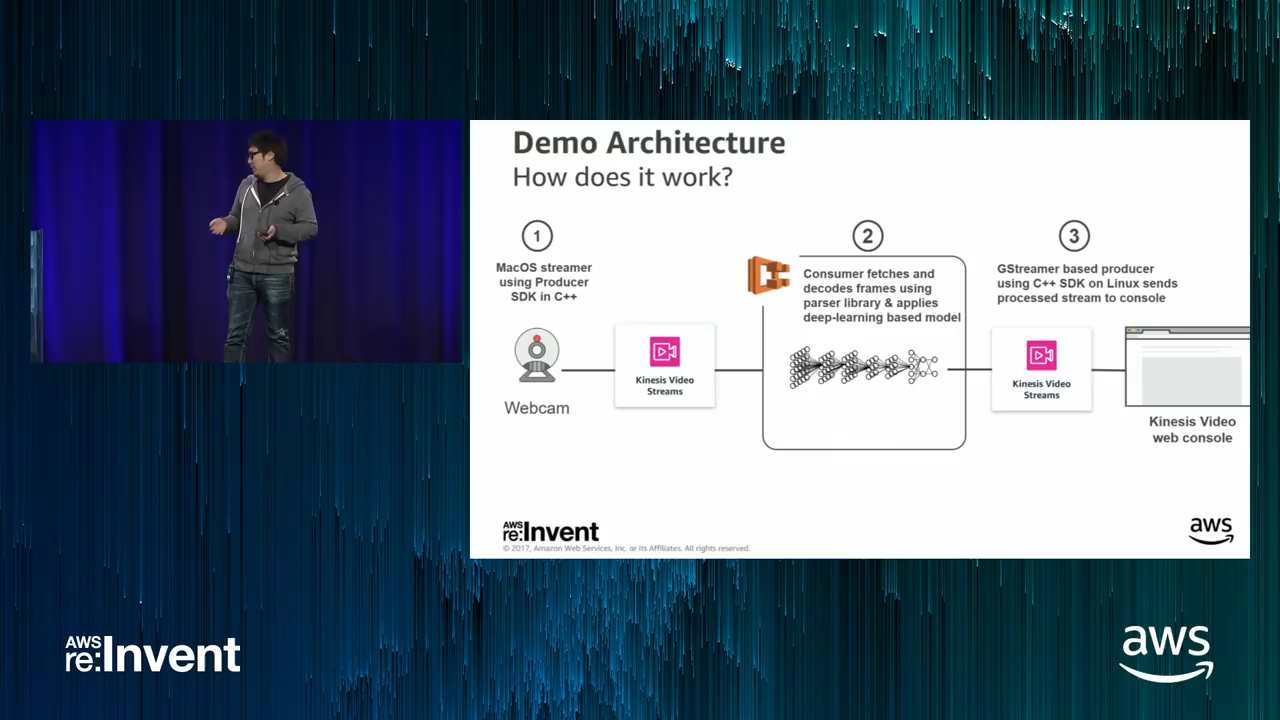 Demo Architecture
How does it work?
1
MacOS streamer
using Producer
SDK in C++
Webcam
Kinesis Video
Streams
2
Consumer fetches and
decodes frames using
parser library & applies
deep-learning based model
3
GStreamer based producer
using C++ SDK on Linux sends
processed stream to console
Kinesis Video
Streams
Kinesis Video
web console
AWS
re:Invent
© 2017, Amazon Web Services, Inc. or its Affiliates. All rights reserved.
aws
AWS
re:Invent
aws